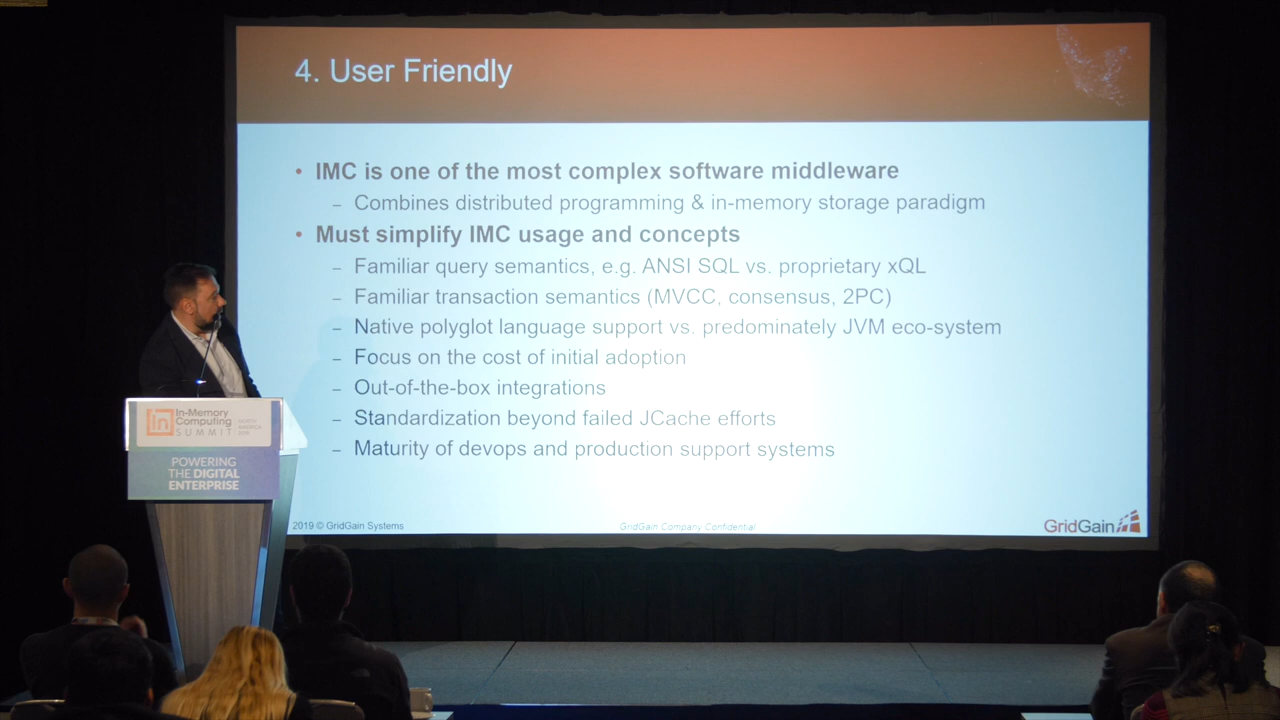 4. User Friendly
• IMC is one of the most complex software middleware
– Combines distributed programming & in-memory storage paradigm
• Must simplify IMC usage and concepts
– Familiar query semantics, e.g. ANSI SQL vs. proprietary xQL
– Familiar transaction semantics (MVCC, consensus, 2PC)
– Native polyglot language support vs. predominately JVM eco-system
– Focus on the cost of initial adoption
– Out-of-the-box integrations
– Standardization beyond failed JCache efforts
– Maturity of devops and production support systems
2019 © GridGain Systems
GridGain Company Confidential
GridGain
In
In-Memory
Computing
SUMMIT
NORTH
AMERICA
2019
POWERING
THE DIGITAL
ENTERPRISE